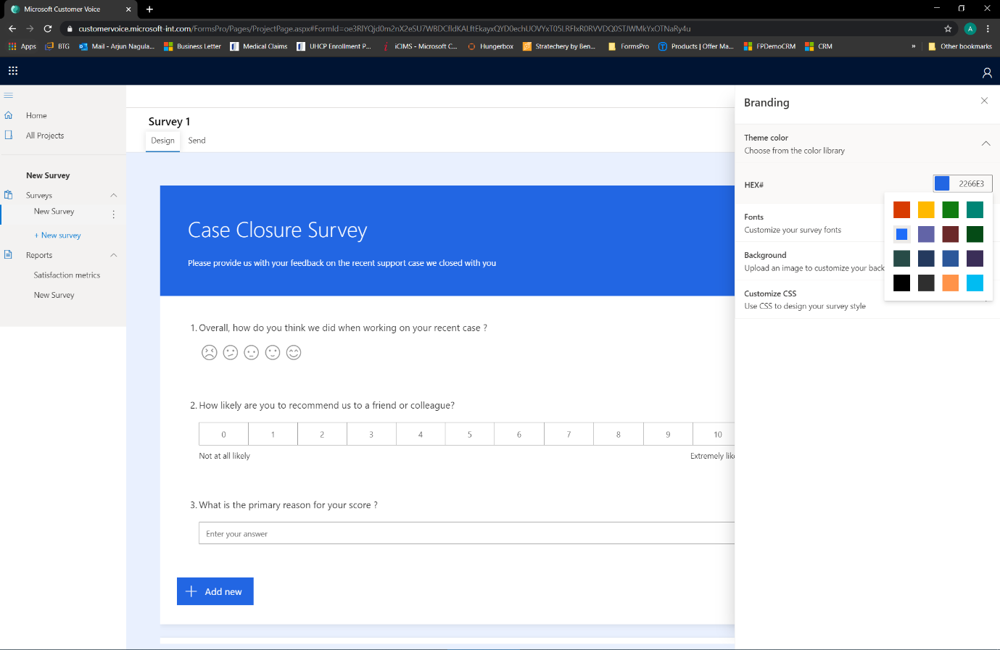 Microsoft Customer Voice
customervoice.microsoft-int.com/FormsPro/Pages/ProjectPage.aspx#FormId=
A
Apps
BTG
Mail - Arjun Nagula...
Business Letter
Medical Claims
UHCP Enrollment P...
iCIMS - Microsoft C...
Hungerbox
Stratechery by Ben...
FormsPro
Products | Offer Ma...
FPDemoCRM
CRM
»
Other bookmarks
Home
All Projects
New Survey
Surveys
New Survey
+ New survey
Reports
Satisfaction metrics
New Survey
Survey 1
Design
Send
Case Closure Survey
Please provide us with your feedback on the recent support case we closed with you
1. Overall, how do you think we did when working on your recent case ?
2. How likely are you to recommend us to a friend or colleague?
0 1 2 3 4 5 6 7 8 9 10
Not at all likely
Extremely like
3. What is the primary reason for your score ?
Enter your answer
+ Add new
Branding
Theme color
Choose from the color library
HEX#
2266E3
Fonts
Customize your survey fonts
Background
Upload an image to customize your back
Customize CSS
Use CSS to design your survey style